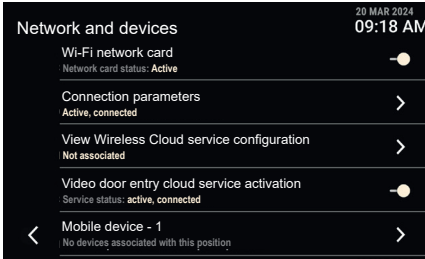 20 MAR 2024
Network and devices
09:18 AM
Wi-Fi network card
Network card status: Active
Connection parameters
Active, connected
View Wireless Cloud service configuration
Not associated
Video door entry cloud service activation
Service status: active, connected
Mobile device - 1
No devices associated with this position